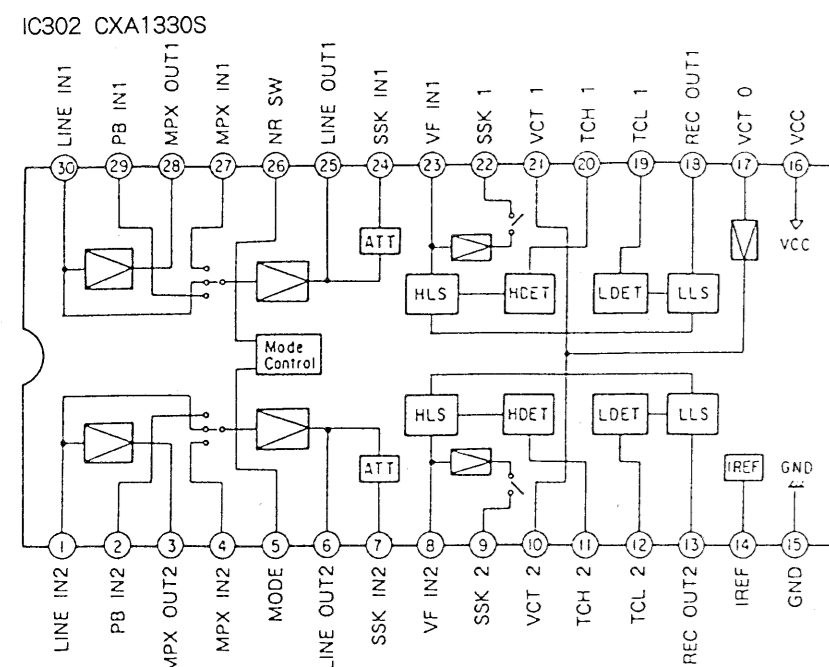 IC302 CXA1330S
LINE IN1
PB IN1
MPX OUT1
MPX IN1
NR SW
LINE OUT1
SSK IN1
VF IN1
SSK 1
VCT 1
TCH 1
TCL 1
REC OUT1
VCT 0
VCC
30 29 28 27 26 25 24 23 22 21 20 19 18 17 16
ATT
VCC
HLS HDET LDET LLS
Mode
Control
HLS HDET LDET LLS
ATT
IREF GND
1 2 3 4 5 6 7 8 9 10 11 12 13 14 15
LINE IN2
PB IN2
MPX OUT2
MPX IN2
MODE
LINE OUT2
SSK IN2
VF IN2
SSK 2
VCT 2
TCH 2
TCL 2
REC OUT2
IREF
GND